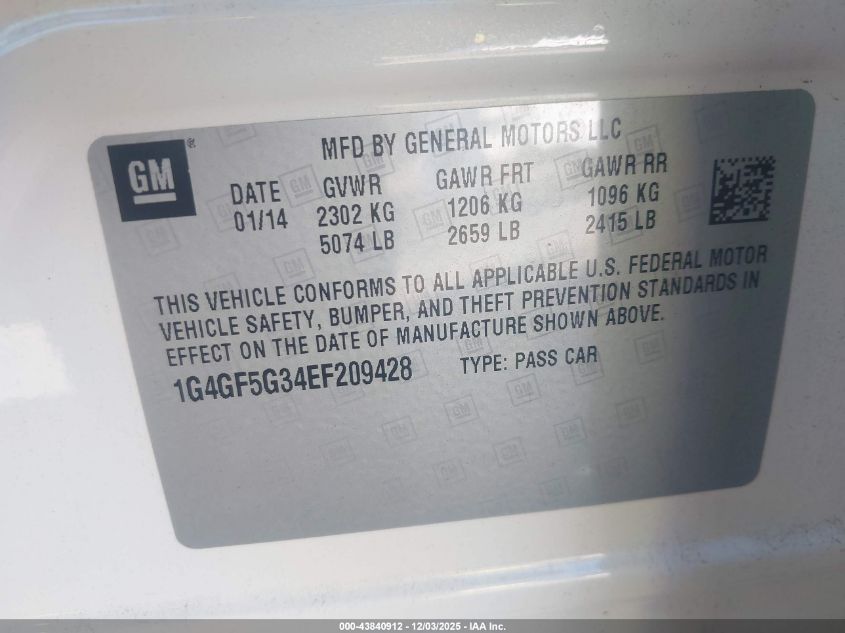 GM ®
MFD BY GENERAL MOTORS LLC
DATE GVWR GAWR FRT GAWR RR
01/14 2302 KG 1206 KG 1096 KG
5074 LB 2659 LB 2415 LB
THIS VEHICLE CONFORMS TO ALL APPLICABLE U.S. FEDERAL MOTOR
VEHICLE SAFETY, BUMPER, AND THEFT PREVENTION STANDARDS IN
EFFECT ON THE DATE OF MANUFACTURE SHOWN ABOVE.
1G4GF5G34EF209428 TYPE: PASS CAR
000-43840912 - 12/03/2025 - IAA Inc.